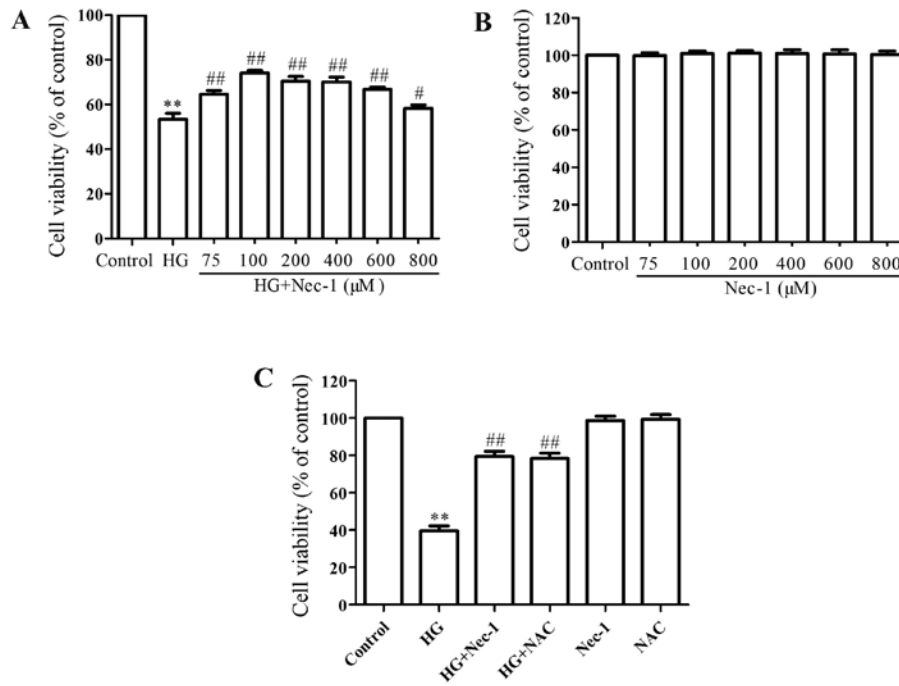 A
Cell viability (% of control)
100
80
60
40
20
0
**
##
##
##
##
##
#
Control HG 75 100 200 400 600 800
HG+Nec-1 (μM)
B
Cell viability (% of control)
120
100
80
60
40
20
0
Control 75 100 200 400 600 800
Nec-1 (μM)
C
Cell viability (% of control)
120
100
80
60
40
20
0
**
##
##
Control
HG
HG+Nec-1
HG+NAC
Nec-1
NAC